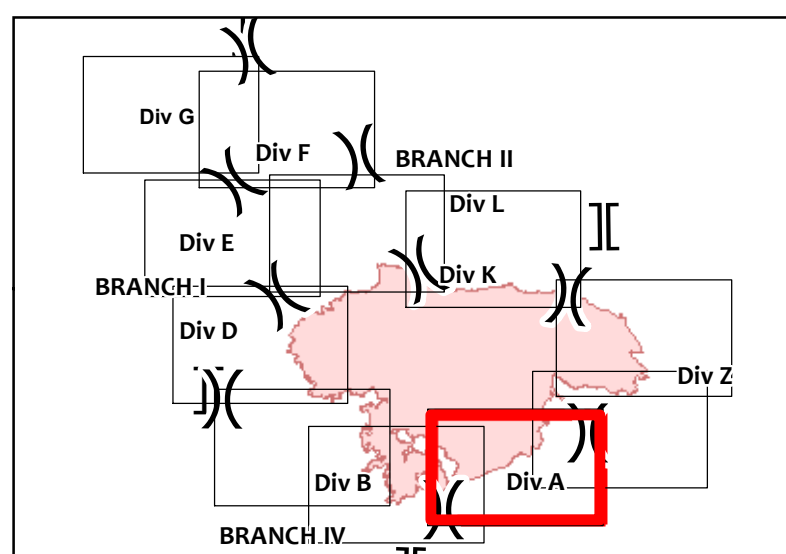 Div G
Div F
BRANCH II
Div L
Div E
Div K
BRANCH I
Div D
Div Z
Div B
Div A
BRANCH IV